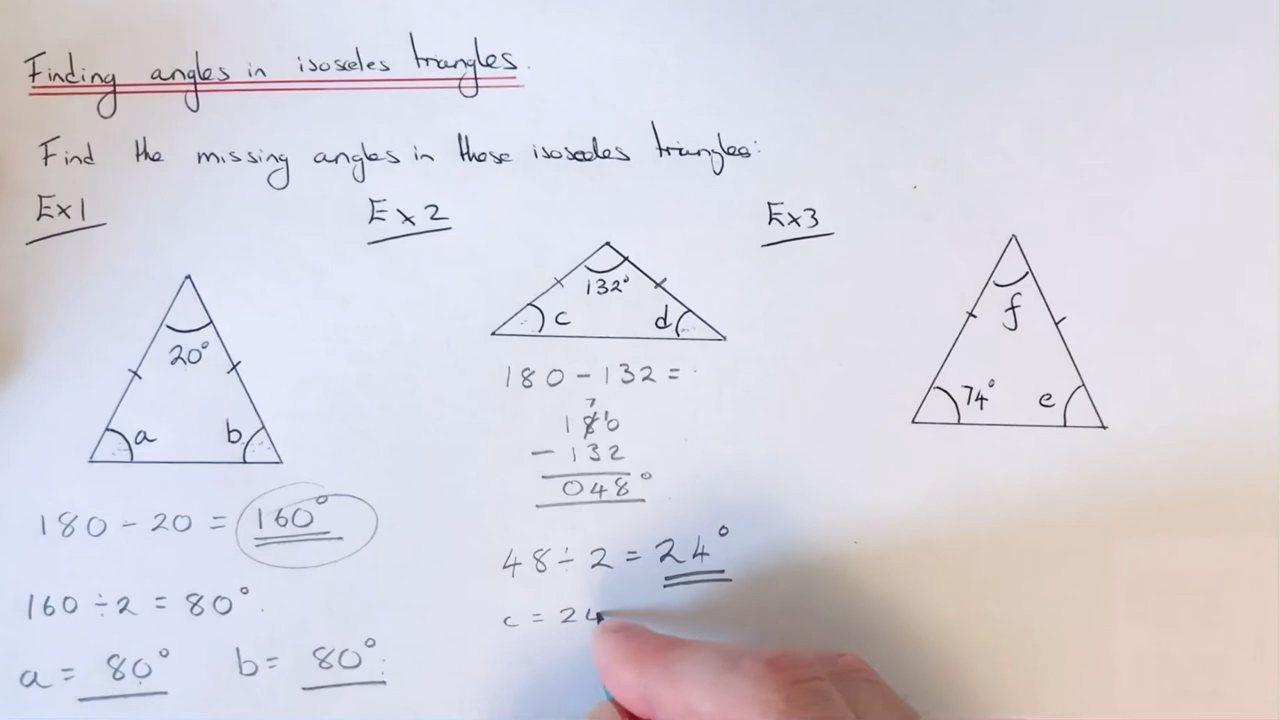 Finding angles in isosceles triangles.
Find the missing angles in these isosceles triangles:
Ex1
20°
a b
180 - 20 = 160°
160 ÷ 2 = 80°.
a = 80° b = 80°.
Ex2
132°
c d
180 - 132 =
7
180
- 132
048°
48 ÷ 2 = 24°
c = 24
Ex3
f
74° e